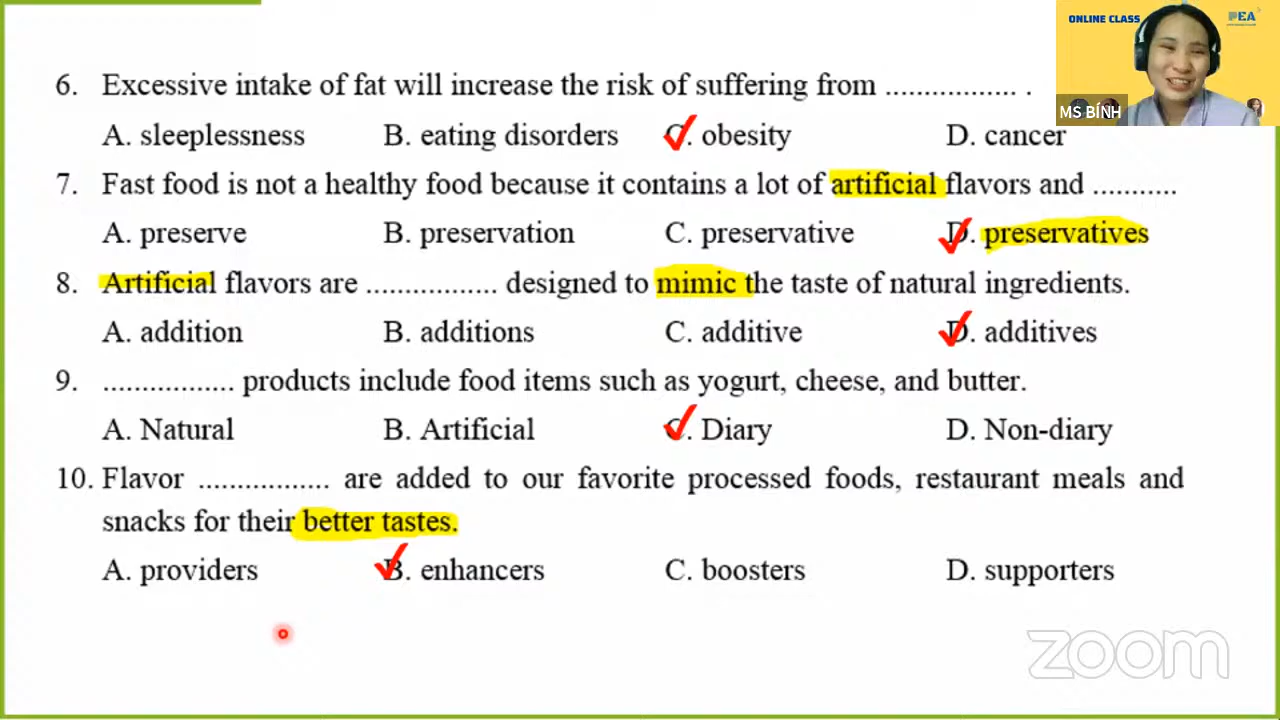 ONLINE CLASS
PEA
MS BÍNH
6. Excessive intake of fat will increase the risk of suffering from ................. .
A. sleeplessness B. eating disorders C. obesity D. cancer
7. Fast food is not a healthy food because it contains a lot of artificial flavors and ...........
A. preserve B. preservation C. preservative D. preservatives
8. Artificial flavors are ................. designed to mimic the taste of natural ingredients.
A. addition B. additions C. additive D. additives
9. ................. products include food items such as yogurt, cheese, and butter.
A. Natural B. Artificial C. Diary D. Non-diary
10. Flavor ................. are added to our favorite processed foods, restaurant meals and
snacks for their better tastes.
A. providers B. enhancers C. boosters D. supporters
zoom